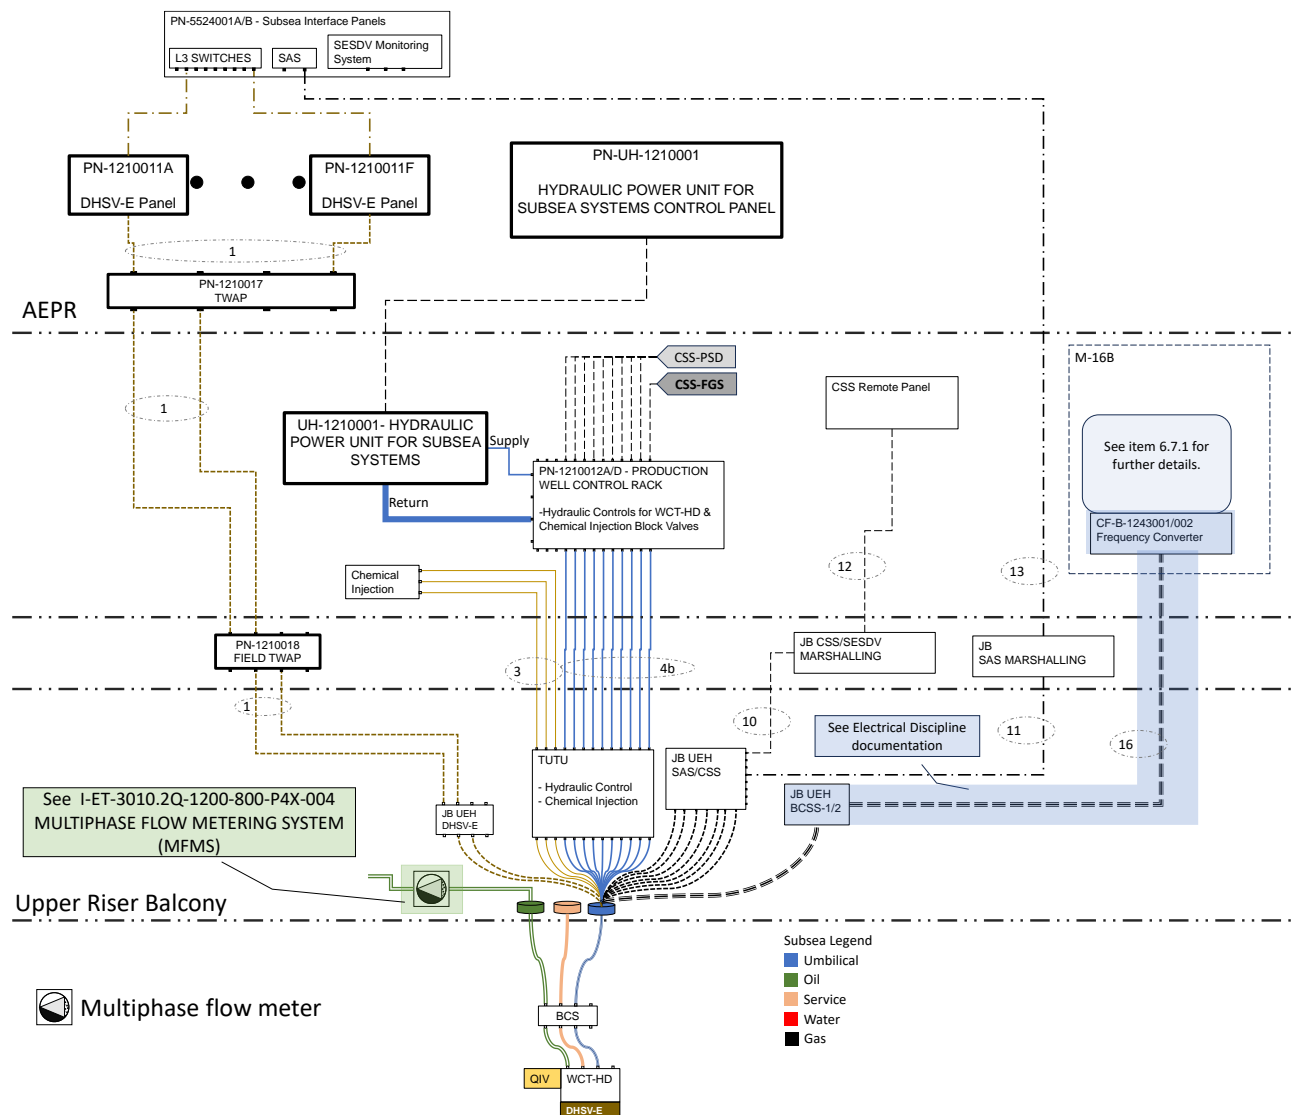 PN-5524001A/B - Subsea Interface Panels
L3 SWITCHES
SAS
SESDV Monitoring
System
PN-1210011A
DHSV-E Panel
PN-1210011F
DHSV-E Panel
PN-UH-1210001
HYDRAULIC POWER UNIT FOR
SUBSEA SYSTEMS CONTROL PANEL
1
PN-1210017
TWAP
AEPR
CSS-PSD
CSS-FGS
M-16B
CSS Remote Panel
1
UH-1210001- HYDRAULIC
POWER UNIT FOR SUBSEA
SYSTEMS
Supply
Return
PN-1210012A/D - PRODUCTION
WELL CONTROL RACK
-Hydraulic Controls for WCT-HD &
Chemical Injection Block Valves
See item 6.7.1 for
further details.
CF-B-1243001/002
Frequency Converter
Chemical
Injection
12
13
PN-1210018
FIELD TWAP
JB CSS/SESDV
MARSHALLING
JB
SAS MARSHALLING
3
4b
1
10
11
16
See Electrical Discipline
documentation
TUTU
- Hydraulic Control
- Chemical Injection
JB UEH
SAS/CSS
JB UEH
BCSS-1/2
JB UEH
DHSV-E
See I-ET-3010.2Q-1200-800-P4X-004
MULTIPHASE FLOW METERING SYSTEM
(MFMS)
Upper Riser Balcony
Subsea Legend
Umbilical
Oil
Service
Water
Gas
Multiphase flow meter
BCS
QIV
WCT-HD
DHSV-E